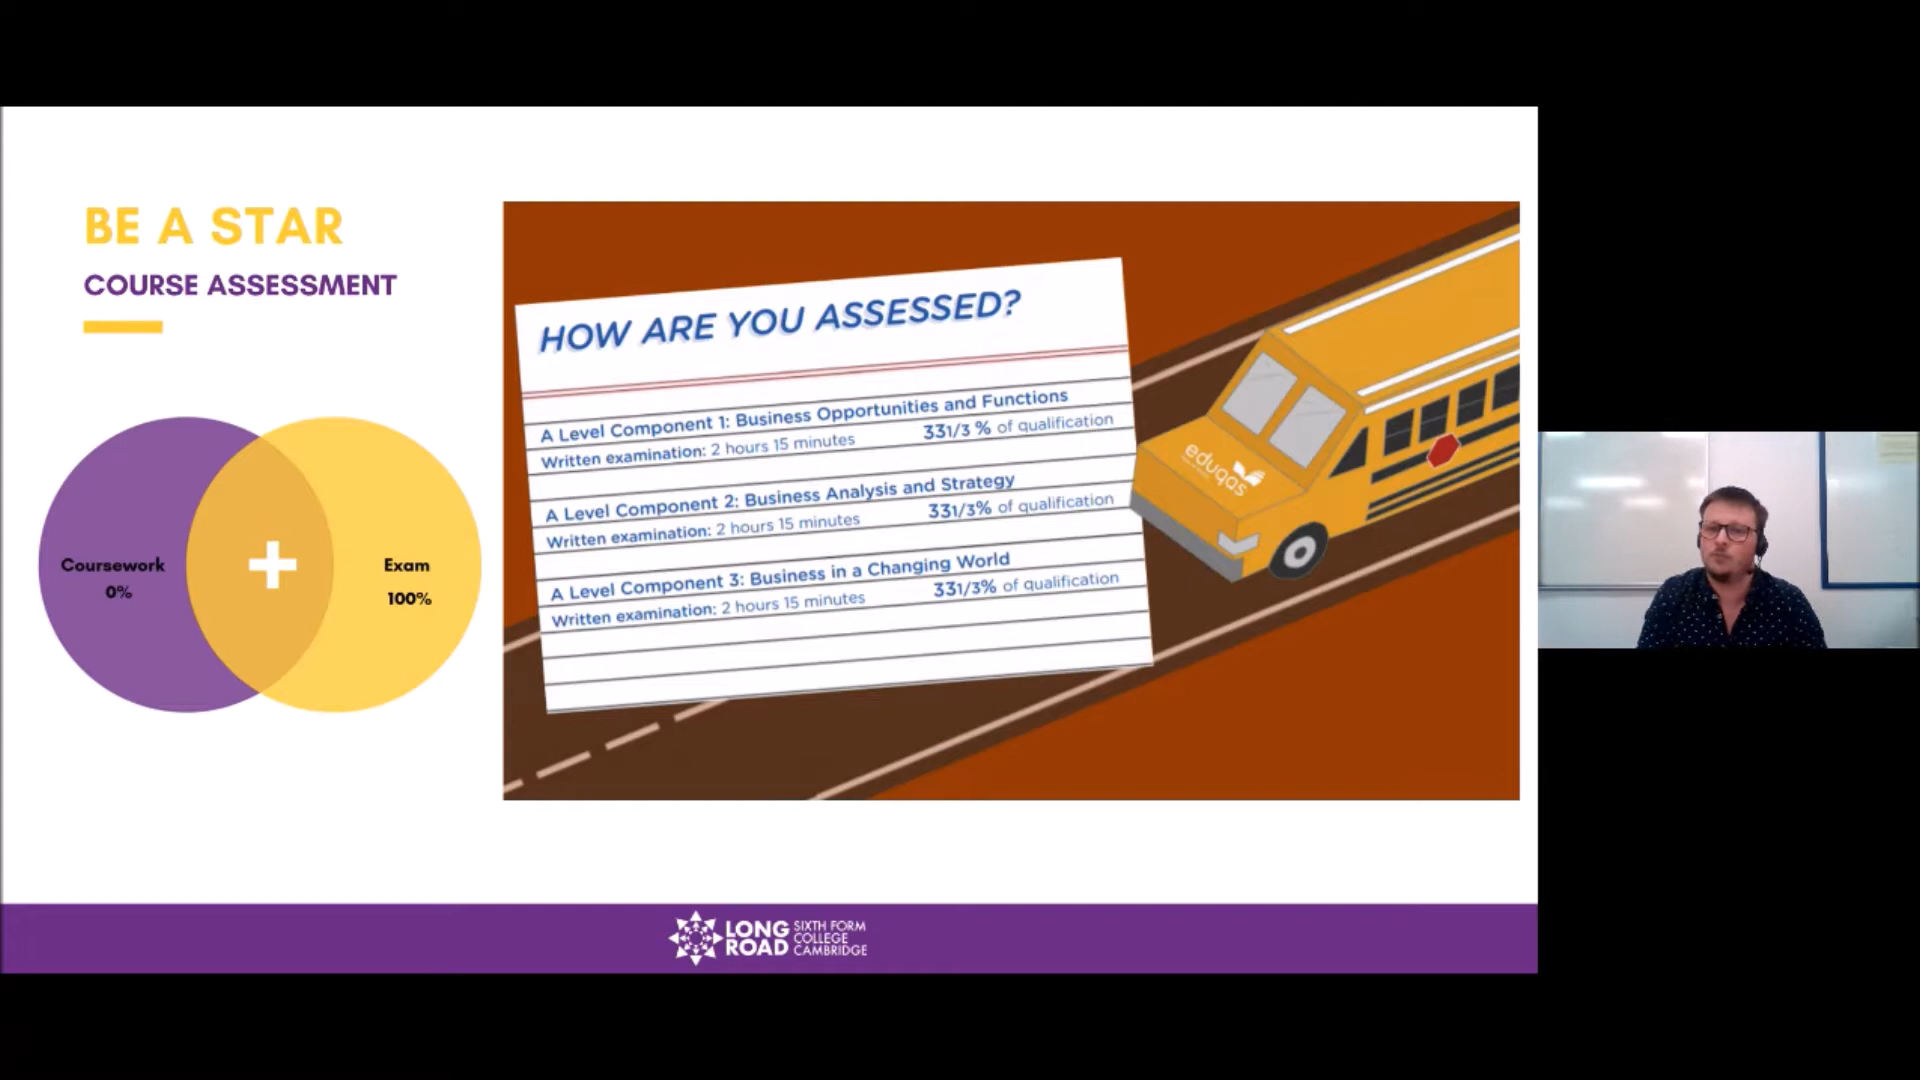 BE A STAR
COURSE ASSESSMENT
Coursework
0%
Exam
100%
HOW ARE YOU ASSESSED?
A Level Component 1: Business Opportunities and Functions
Written examination: 2 hours 15 minutes 331/3 % of qualification
A Level Component 2: Business Analysis and Strategy
Written examination: 2 hours 15 minutes 331/3% of qualification
A Level Component 3: Business in a Changing World
Written examination: 2 hours 15 minutes 331/3% of qualification
eduqas
LONG ROAD
SIXTH FORM
COLLEGE
CAMBRIDGE